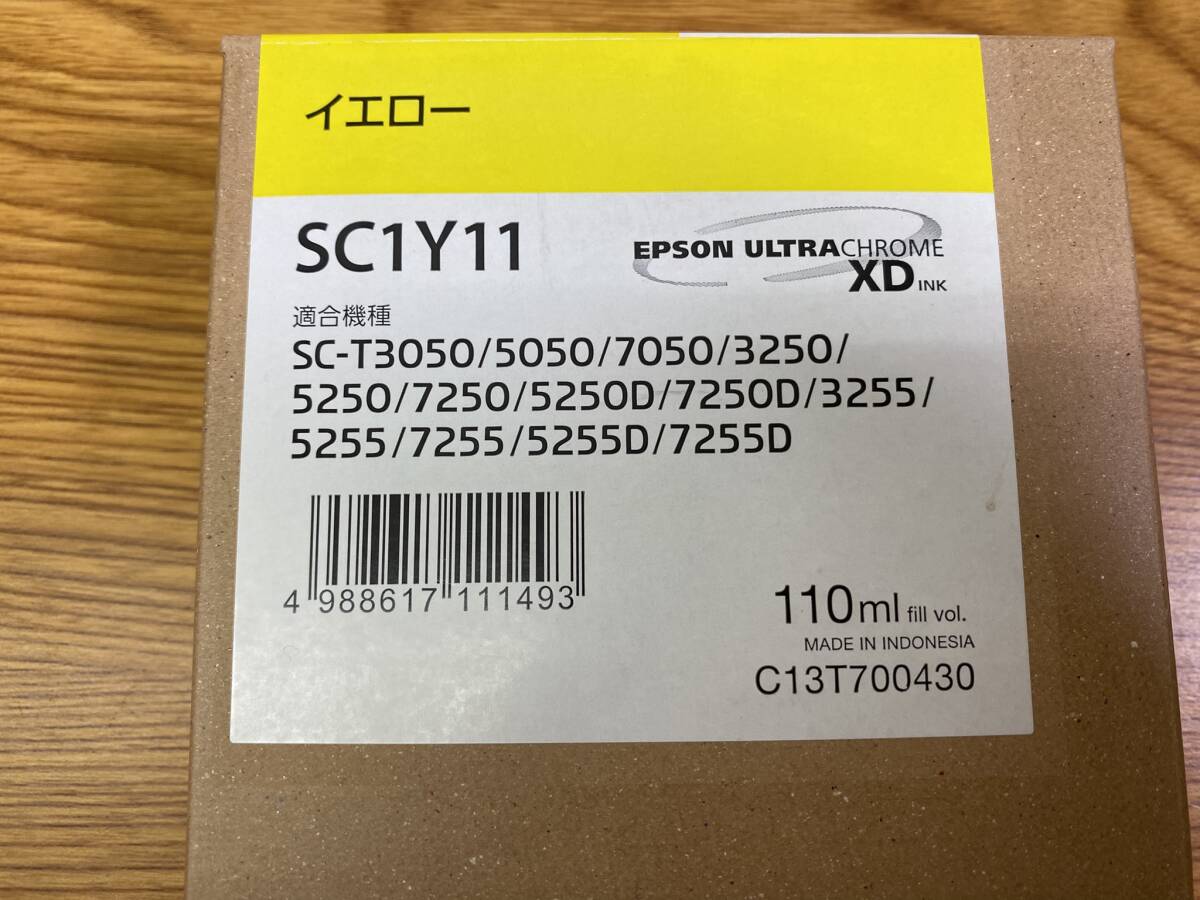 イエロー
SC1Y11
EPSON ULTRACHROME
XD INK
適合機種
SC-T3050/5050/7050/3250/
5250/7250/5250D/7250D/3255/
5255/7255/5255D/7255D
4 988617 111493
110ml fill vol.
MADE IN INDONESIA
C13T700430